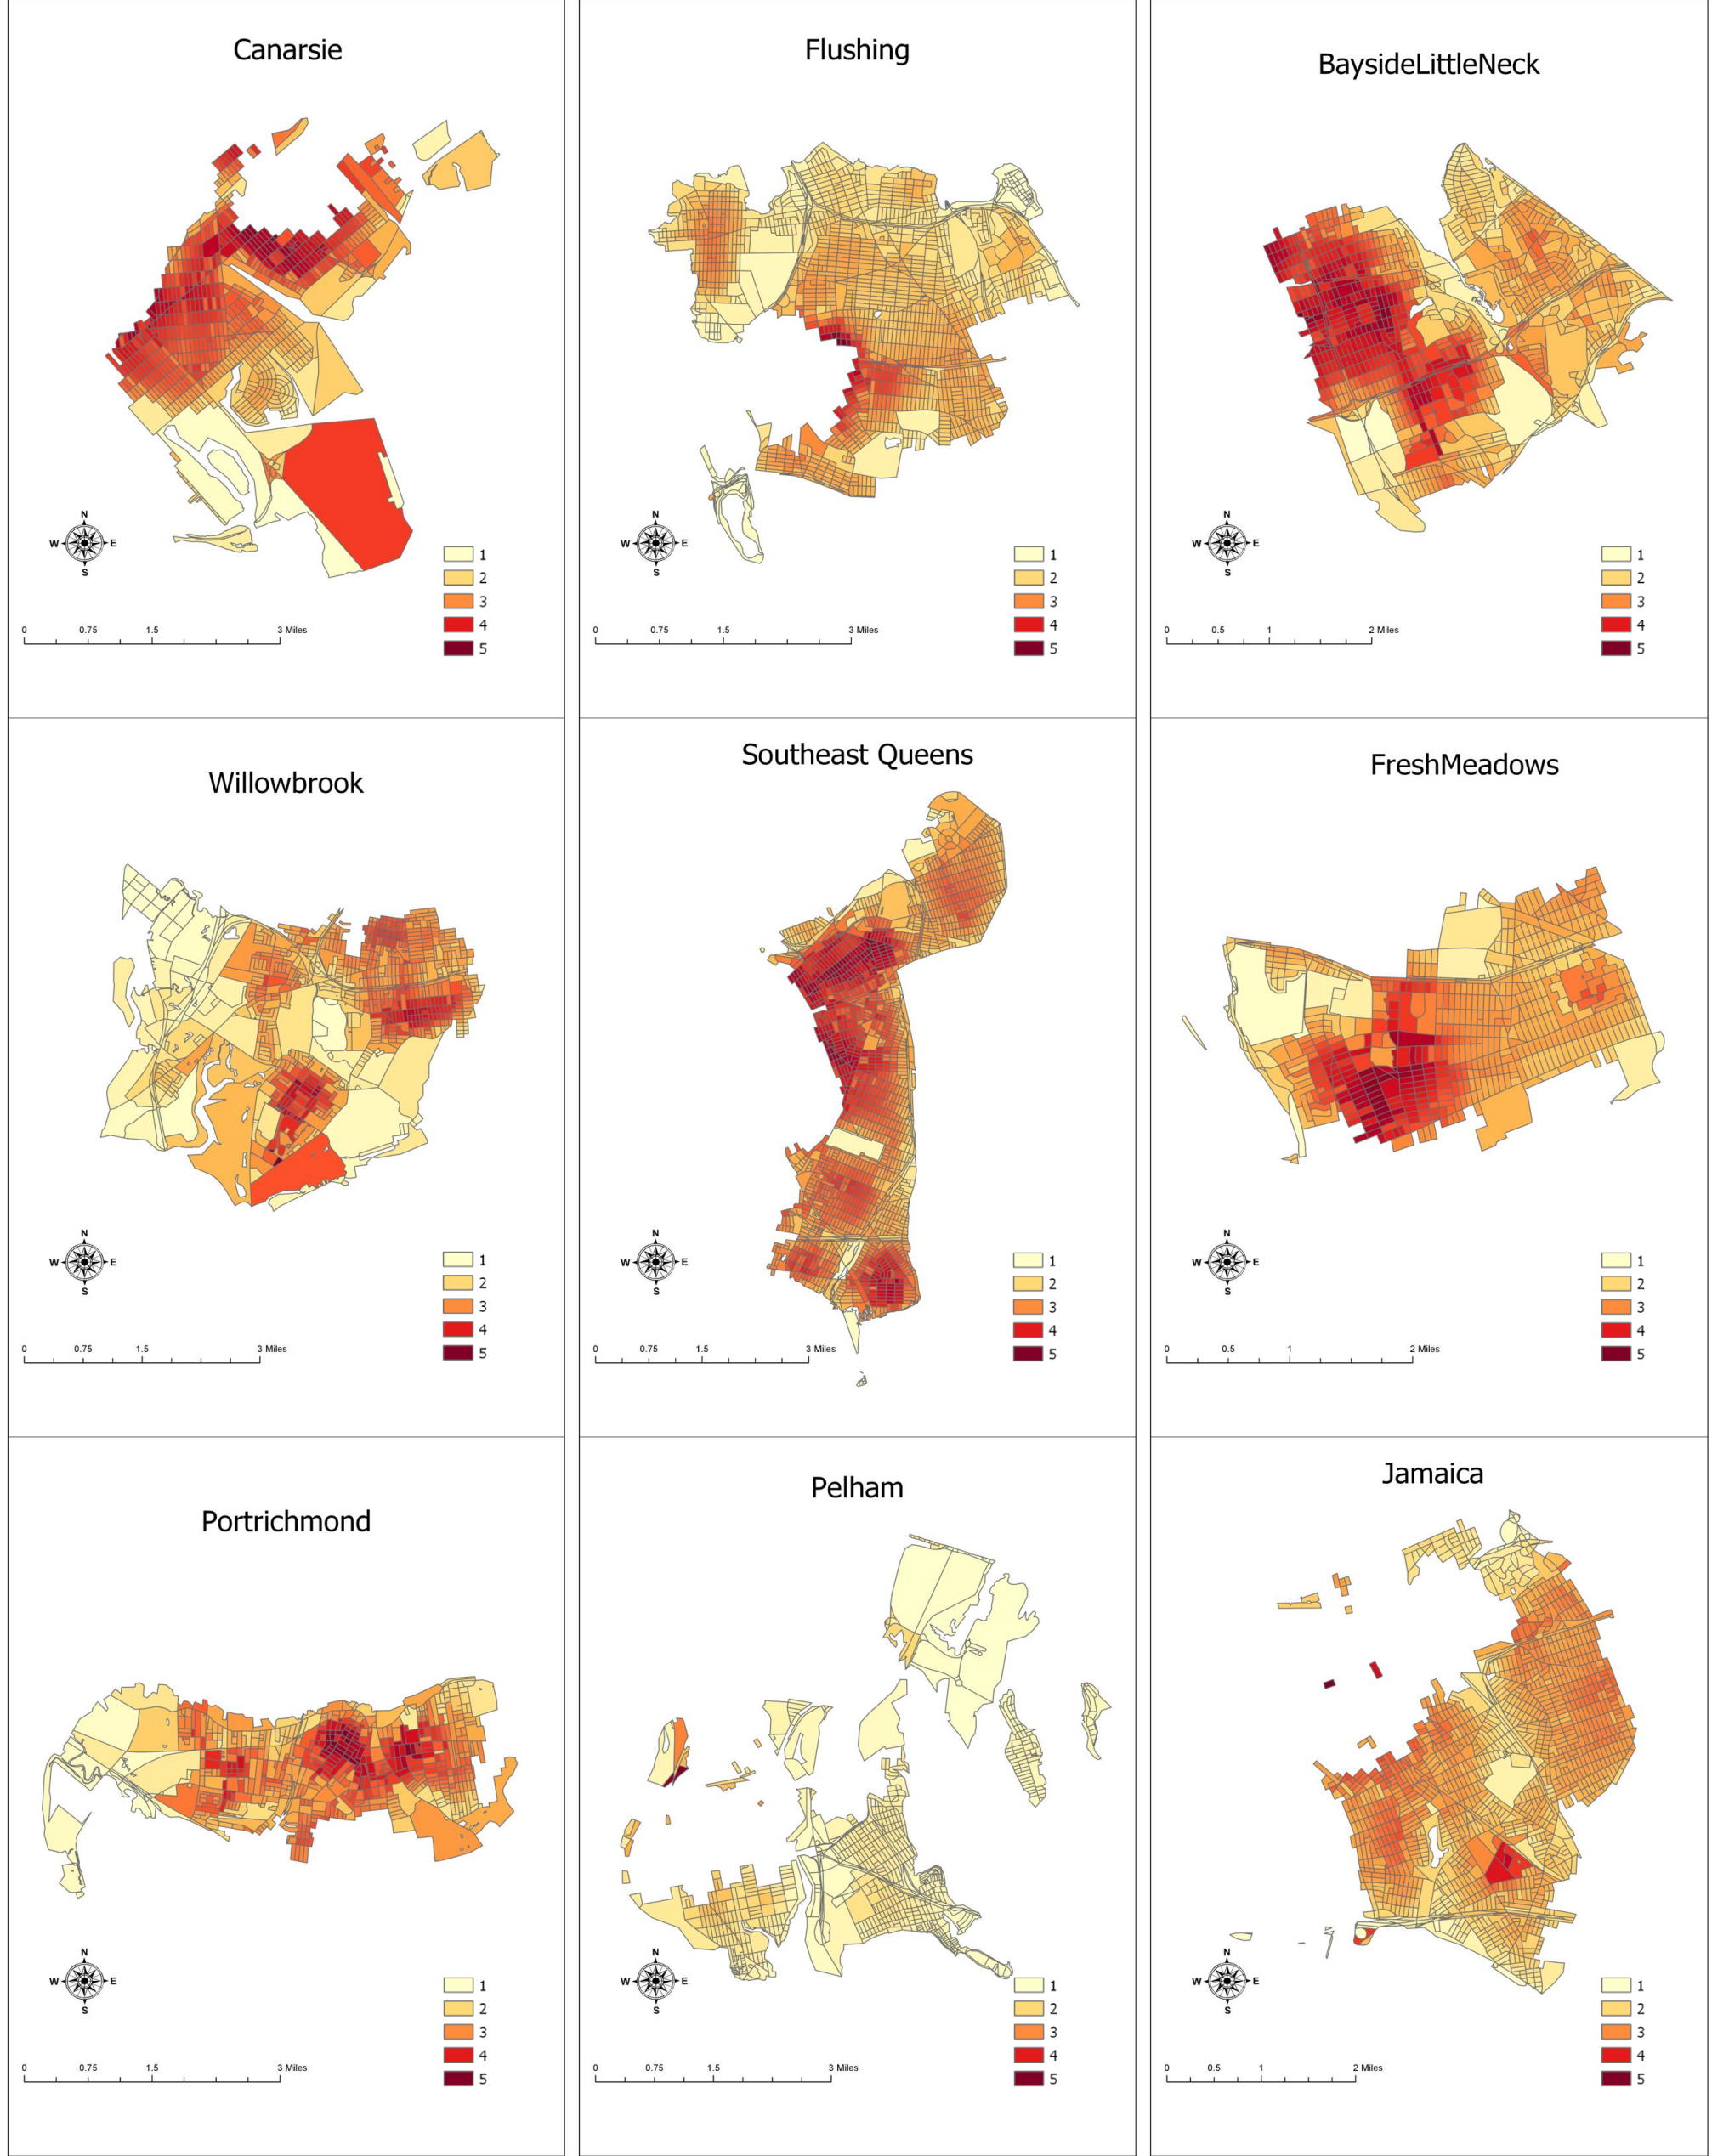 Canarsie
N
W E
S
0 0.75 1.5 3 Miles
1
2
3
4
5
Flushing
N
W E
S
0 0.75 1.5 3 Miles
1
2
3
4
5
BaysideLittleNeck
N
W E
S
0 0.5 1 2 Miles
1
2
3
4
5
Willowbrook
N
W E
S
0 0.75 1.5 3 Miles
1
2
3
4
5
Southeast Queens
N
W E
S
0 0.75 1.5 3 Miles
1
2
3
4
5
FreshMeadows
N
W E
S
0 0.5 1 2 Miles
1
2
3
4
5
Portrichmond
N
W E
S
0 0.75 1.5 3 Miles
1
2
3
4
5
Pelham
N
W E
S
0 0.75 1.5 3 Miles
1
2
3
4
5
Jamaica
N
W E
S
0 0.5 1 2 Miles
1
2
3
4
5